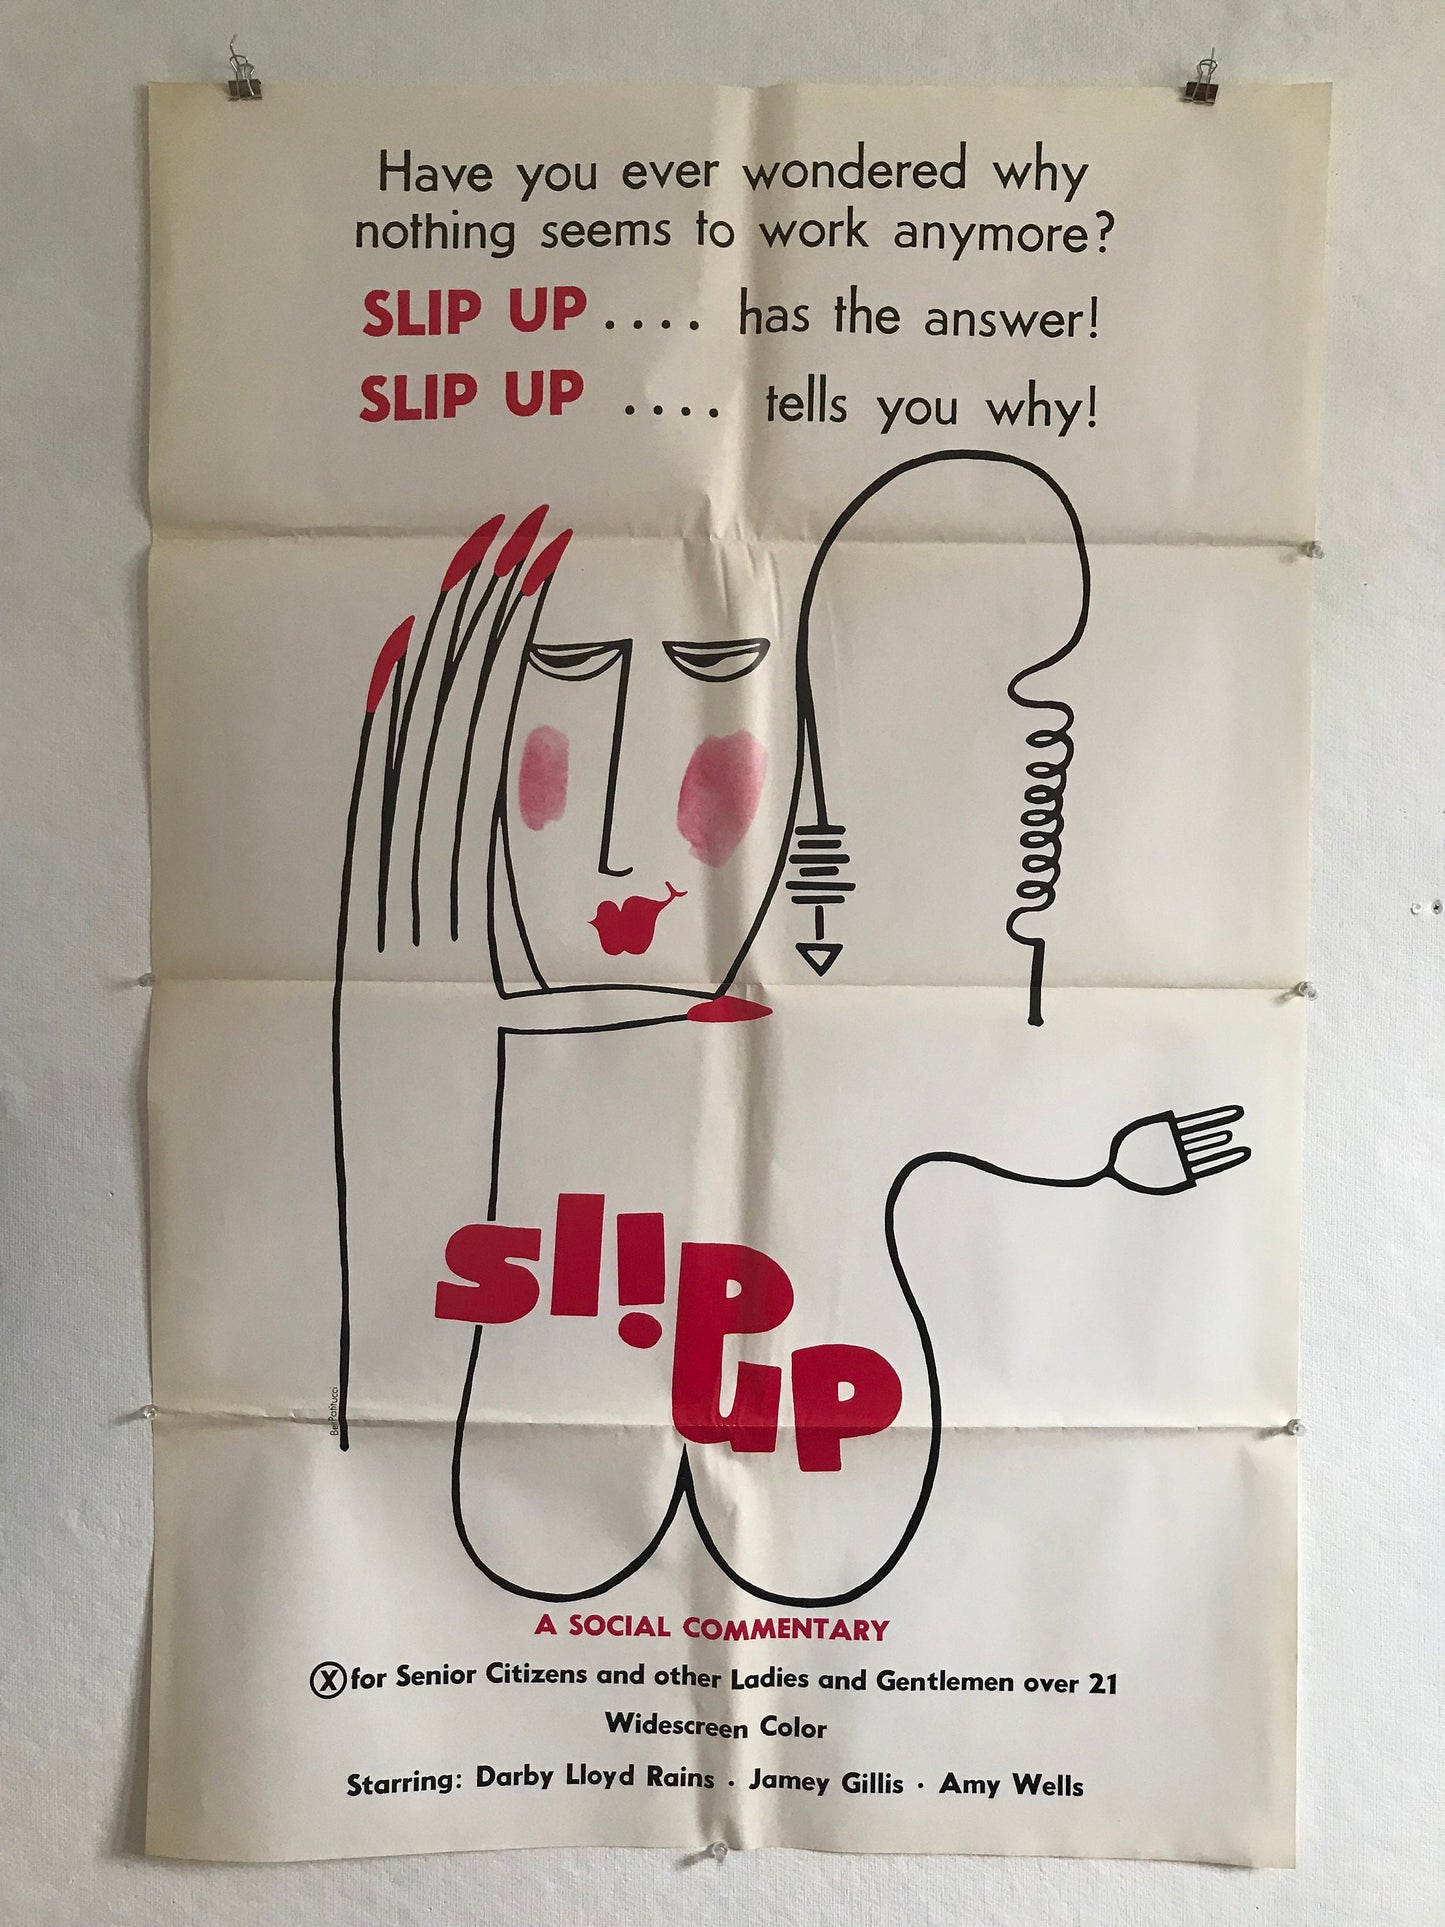 Have you ever wondered why
nothing seems to work anymore?
SLIP UP .... has the answer!
SLIP UP .... tells you why!
slip
up
A SOCIAL COMMENTARY
Ⓧ for Senior Citizens and other Ladies and Gentlemen over 21
Widescreen Color
Starring: Darby Lloyd Rains . Jamey Gillis · Amy Wells